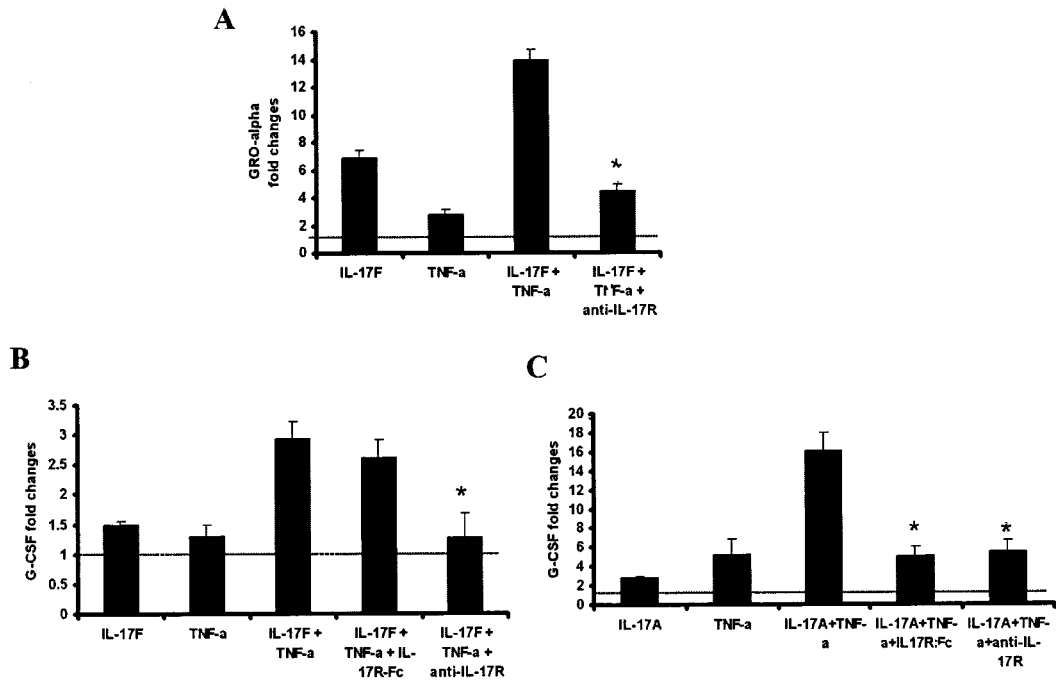 A
GRO-alpha
fold changes
16
14
12
10
8
6
4
2
0
*
IL-17F
TNF-a
IL-17F +
TNF-a
IL-17F +
TNF-a +
anti-IL-17R
B
G-CSF fold changes
3.5
3
2.5
2
1.5
1
0.5
0
*
IL-17F
TNF-a
IL-17F +
TNF-a
IL-17F +
TNF-a + IL-
17R-Fc
IL-17F +
TNF-a +
anti-IL-17R
C
G-CSF fold changes
20
18
16
14
12
10
8
6
4
2
0
*
*
IL-17A
TNF-a
IL-17A+TNF-
a
IL-17A+TNF-
a+IL17R:Fc
IL-17A+TNF-
a+anti-IL-
17R